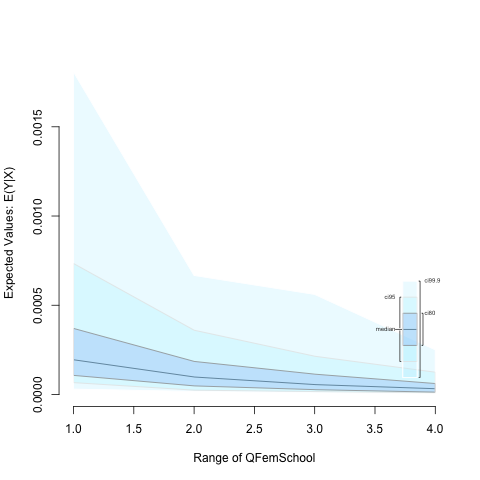 Expected Values: E(Y|X)
0.0015
0.0010
0.0005
0.0000
ci99.9
ci95
ci80
median
1.0 1.5 2.0 2.5 3.0 3.5 4.0
Range of QFemSchool